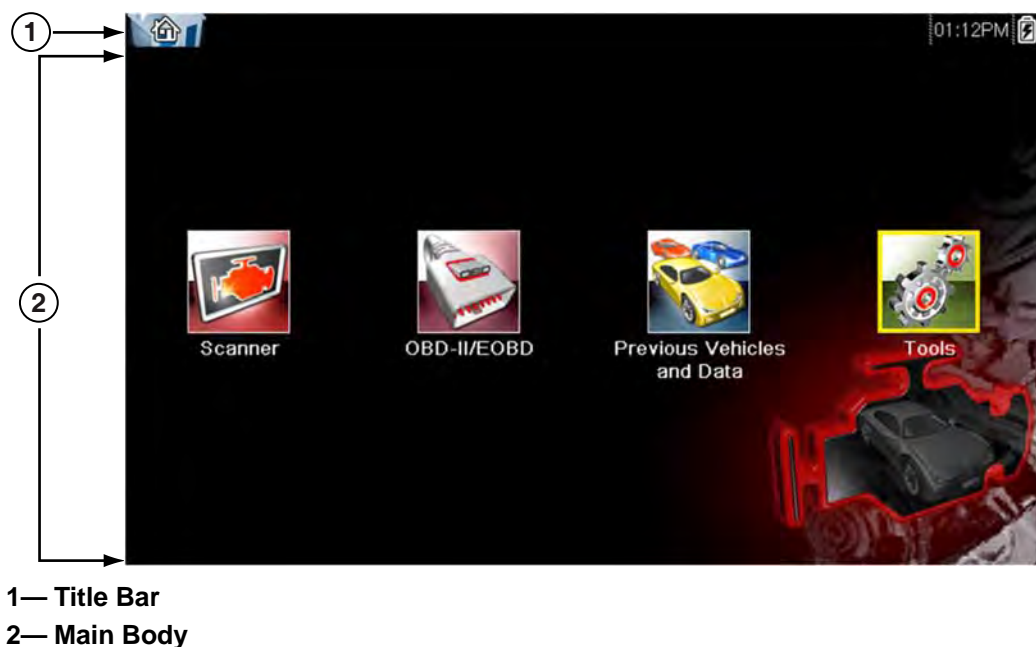 1
01:12PM
2
Scanner
OBD-II/EOBD
Previous Vehicles
and Data
Tools
1— Title Bar
2— Main Body